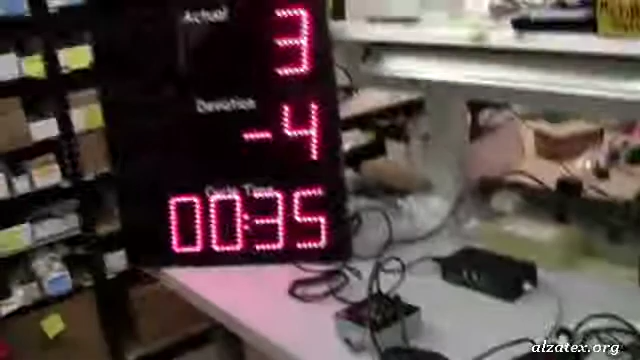 Actual
3
Deviation
-4
Cycle Time
00:35
alzatex.org